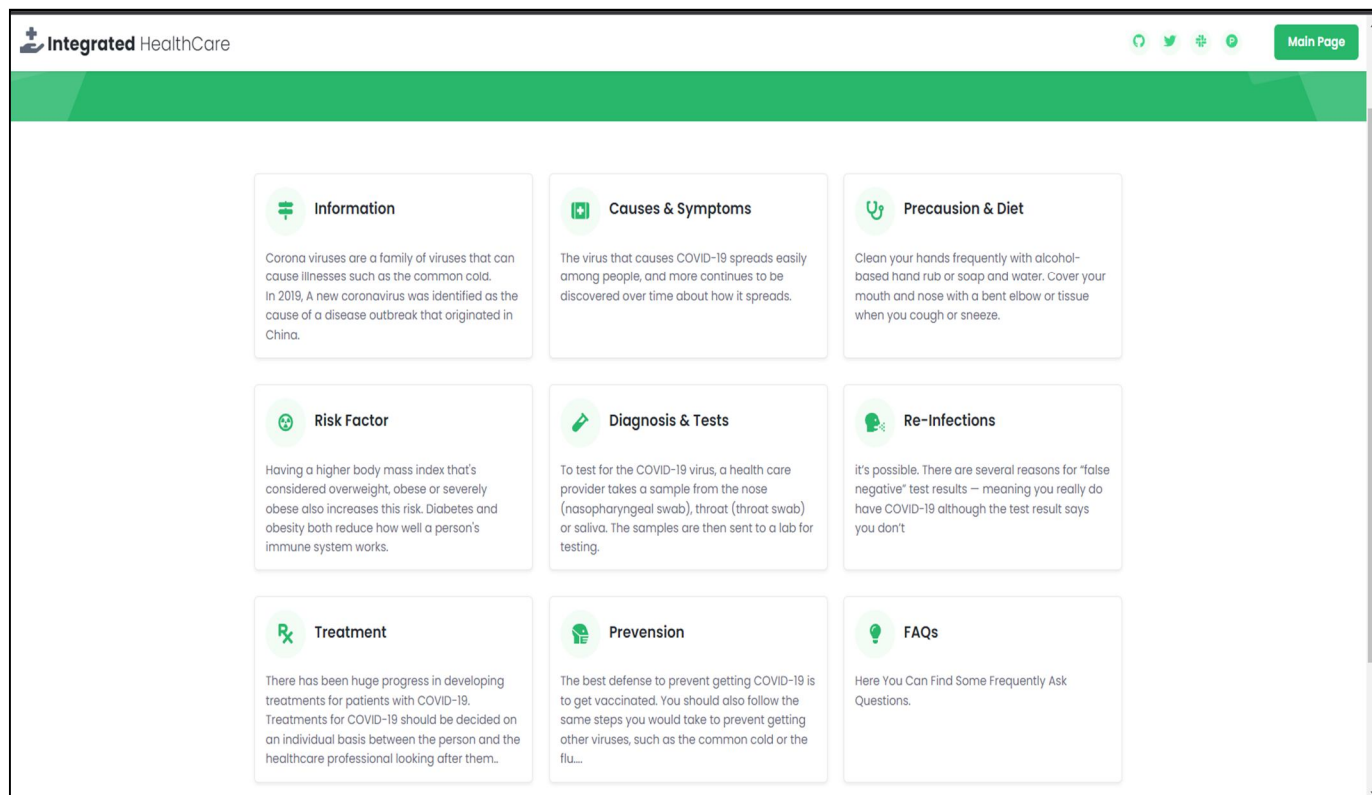 Integrated HealthCare
Main Page
Information
Corona viruses are a family of viruses that can
cause illnesses such as the common cold.
In 2019, A new coronavirus was identified as the
cause of a disease outbreak that originated in
China.
Causes & Symptoms
The virus that causes COVID-19 spreads easily
among people, and more continues to be
discovered over time about how it spreads.
Precausion & Diet
Clean your hands frequently with alcohol-
based hand rub or soap and water. Cover your
mouth and nose with a bent elbow or tissue
when you cough or sneeze.
Risk Factor
Having a higher body mass index that's
considered overweight, obese or severely
obese also increases this risk. Diabetes and
obesity both reduce how well a person's
immune system works.
Diagnosis & Tests
To test for the COVID-19 virus, a health care
provider takes a sample from the nose
(nasopharyngeal swab), throat (throat swab)
or saliva. The samples are then sent to a lab for
testing.
Re-Infections
it's possible. There are several reasons for “false
negative” test results — meaning you really do
have COVID-19 although the test result says
you don’t
Treatment
There has been huge progress in developing
treatments for patients with COVID-19.
Treatments for COVID-19 should be decided on
an individual basis between the person and the
healthcare professional looking after them..
Prevension
The best defense to prevent getting COVID-19 is
to get vaccinated. You should also follow the
same steps you would take to prevent getting
other viruses, such as the common cold or the
flu....
FAQs
Here You Can Find Some Frequently Ask
Questions.